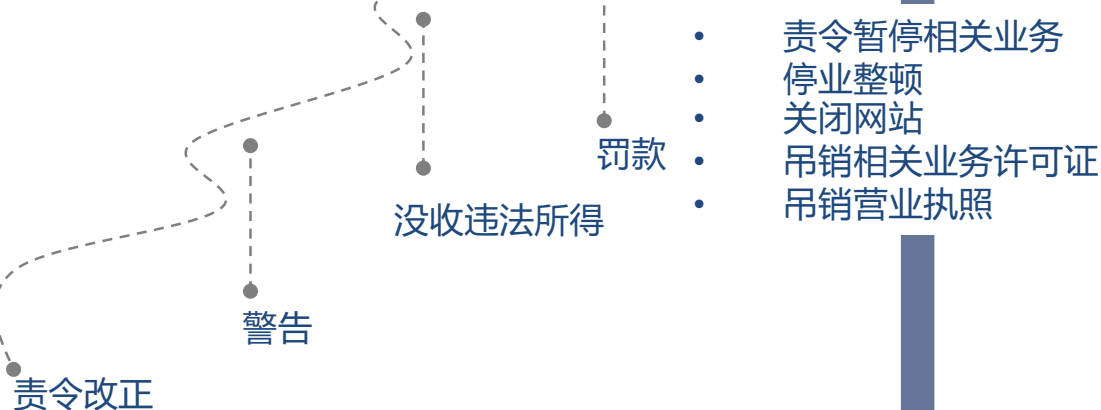 责令暂停相关业务
停业整顿
关闭网站
吊销相关业务许可证
吊销营业执照
罚款
没收违法所得
警告
责令改正